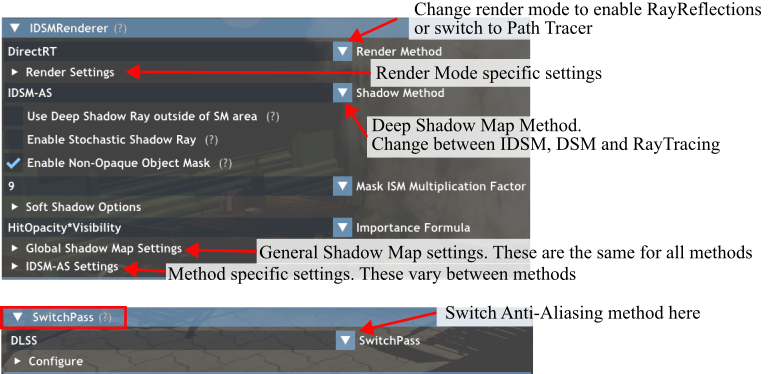 Change render mode to enable RayReflections
or switch to Path Tracer
IDSMRenderer (?)
DirectRT
Render Method
Render Settings
Render Mode specific settings
IDSM-AS
Shadow Method
Use Deep Shadow Ray outside of SM area (?)
Deep Shadow Map Method.
Change between IDSM, DSM and RayTracing
Enable Stochastic Shadow Ray (?)
Enable Non-Opaque Object Mask (?)
9
Mask ISM Multiplication Factor
Soft Shadow Options
HitOpacity*Visibility
Importance Formula
Global Shadow Map Settings
General Shadow Map settings. These are the same for all methods
IDSM-AS Settings
Method specific settings. These vary between methods
SwitchPass (?)
Switch Anti-Aliasing method here
DLSS
SwitchPass
Configure